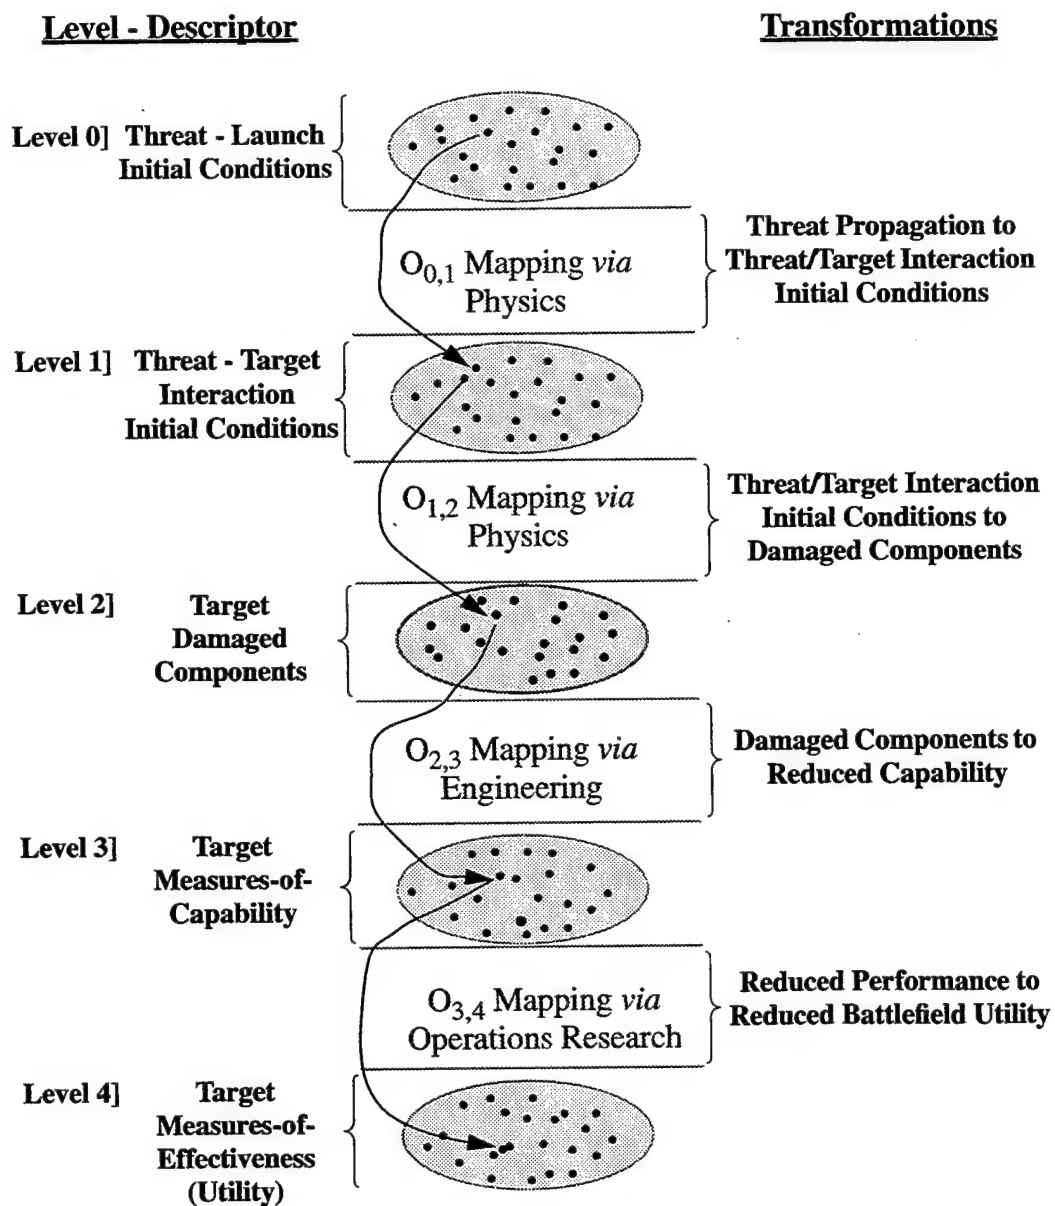 Level - Descriptor
Transformations
Level 0] Threat - Launch
Initial Conditions
Threat Propagation to
Threat/Target Interaction
Initial Conditions
O0,1 Mapping via
Physics
Level 1] Threat - Target
Interaction
Initial Conditions
Threat/Target Interaction
Initial Conditions to
Damaged Components
O1,2 Mapping via
Physics
Level 2] Target
Damaged
Components
Damaged Components to
Reduced Capability
O2,3 Mapping via
Engineering
Level 3] Target
Measures-of-
Capability
Reduced Performance to
Reduced Battlefield Utility
O3,4 Mapping via
Operations Research
Level 4] Target
Measures-of-
Effectiveness
(Utility)